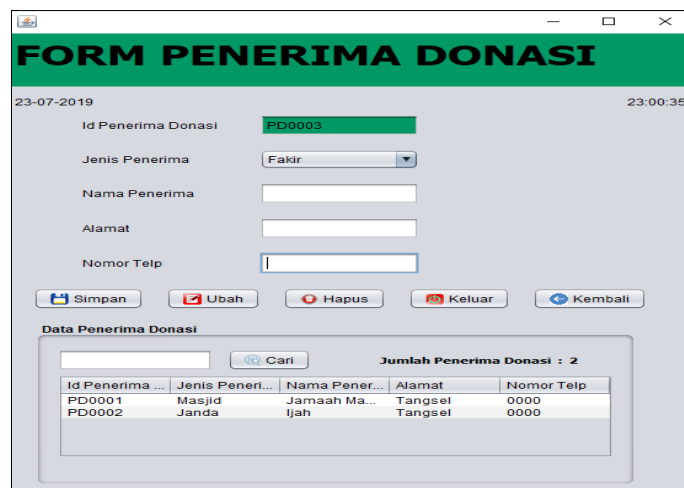 FORM PENERIMA DONASI
23-07-2019 23:00:35
Id Penerima Donasi PD0003
Jenis Penerima Fakir
Nama Penerima
Alamat
Nomor Telp
Simpan Ubah Hapus Keluar Kembali
Data Penerima Donasi
Cari Jumlah Penerima Donasi : 2
Id Penerima ... Jenis Peneri... Nama Pener... Alamat Nomor Telp
PD0001 Masjid Jamaah Ma... Tangsel 0000
PD0002 Janda Ijah Tangsel 0000